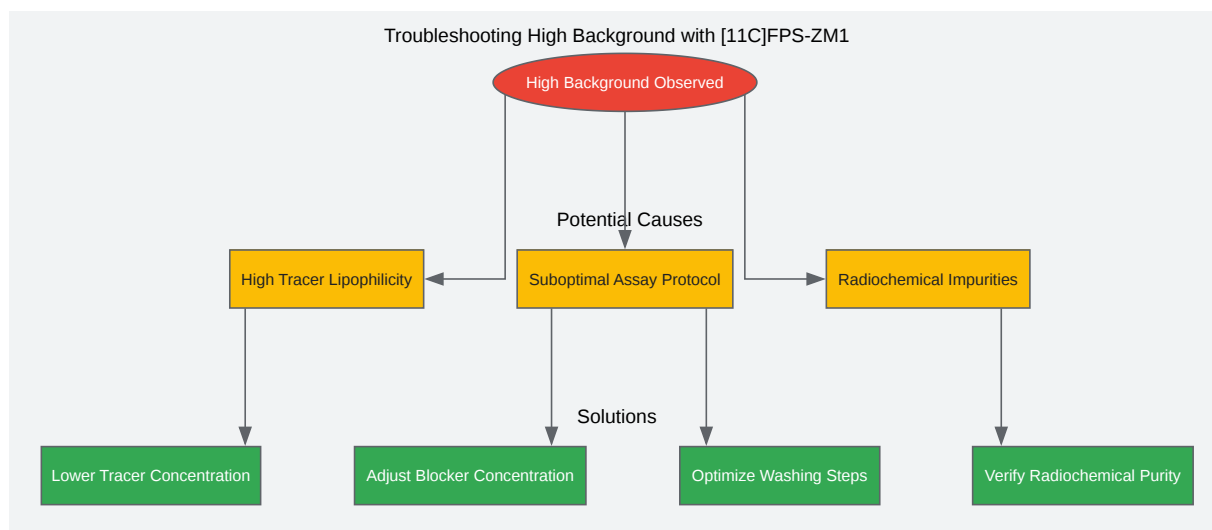 Troubleshooting High Background with [11C]FPS-ZM1
High Background Observed
Potential Causes
High Tracer Lipophilicity
Suboptimal Assay Protocol
Radiochemical Impurities
Solutions
Lower Tracer Concentration
Adjust Blocker Concentration
Optimize Washing Steps
Verify Radiochemical Purity